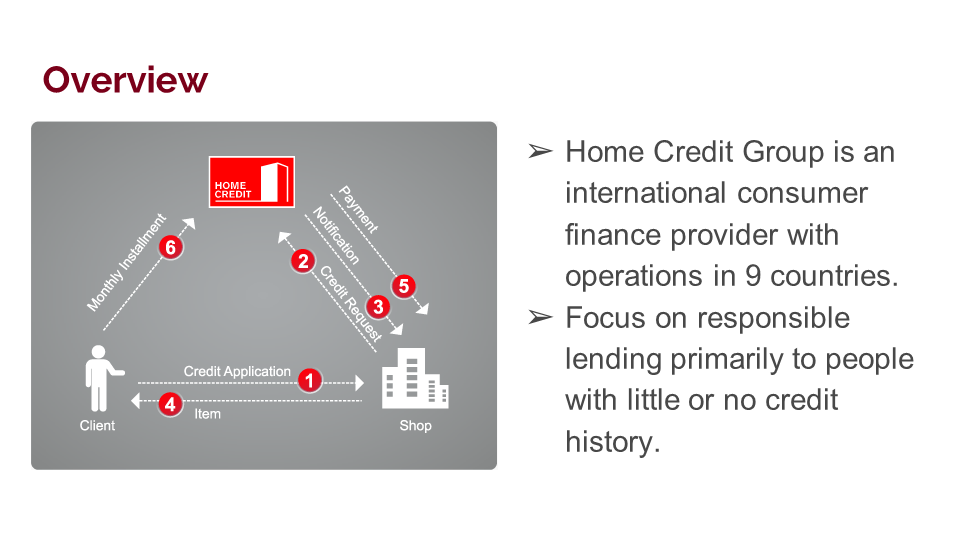 Overview
HOME
CREDIT
Payment
Notification
Monthly Installment
6
2
Credit Request
5
3
Credit Application
1
4
Item
Client
Shop
➢ Home Credit Group is an
international consumer
finance provider with
operations in 9 countries.
➢ Focus on responsible
lending primarily to people
with little or no credit
history.